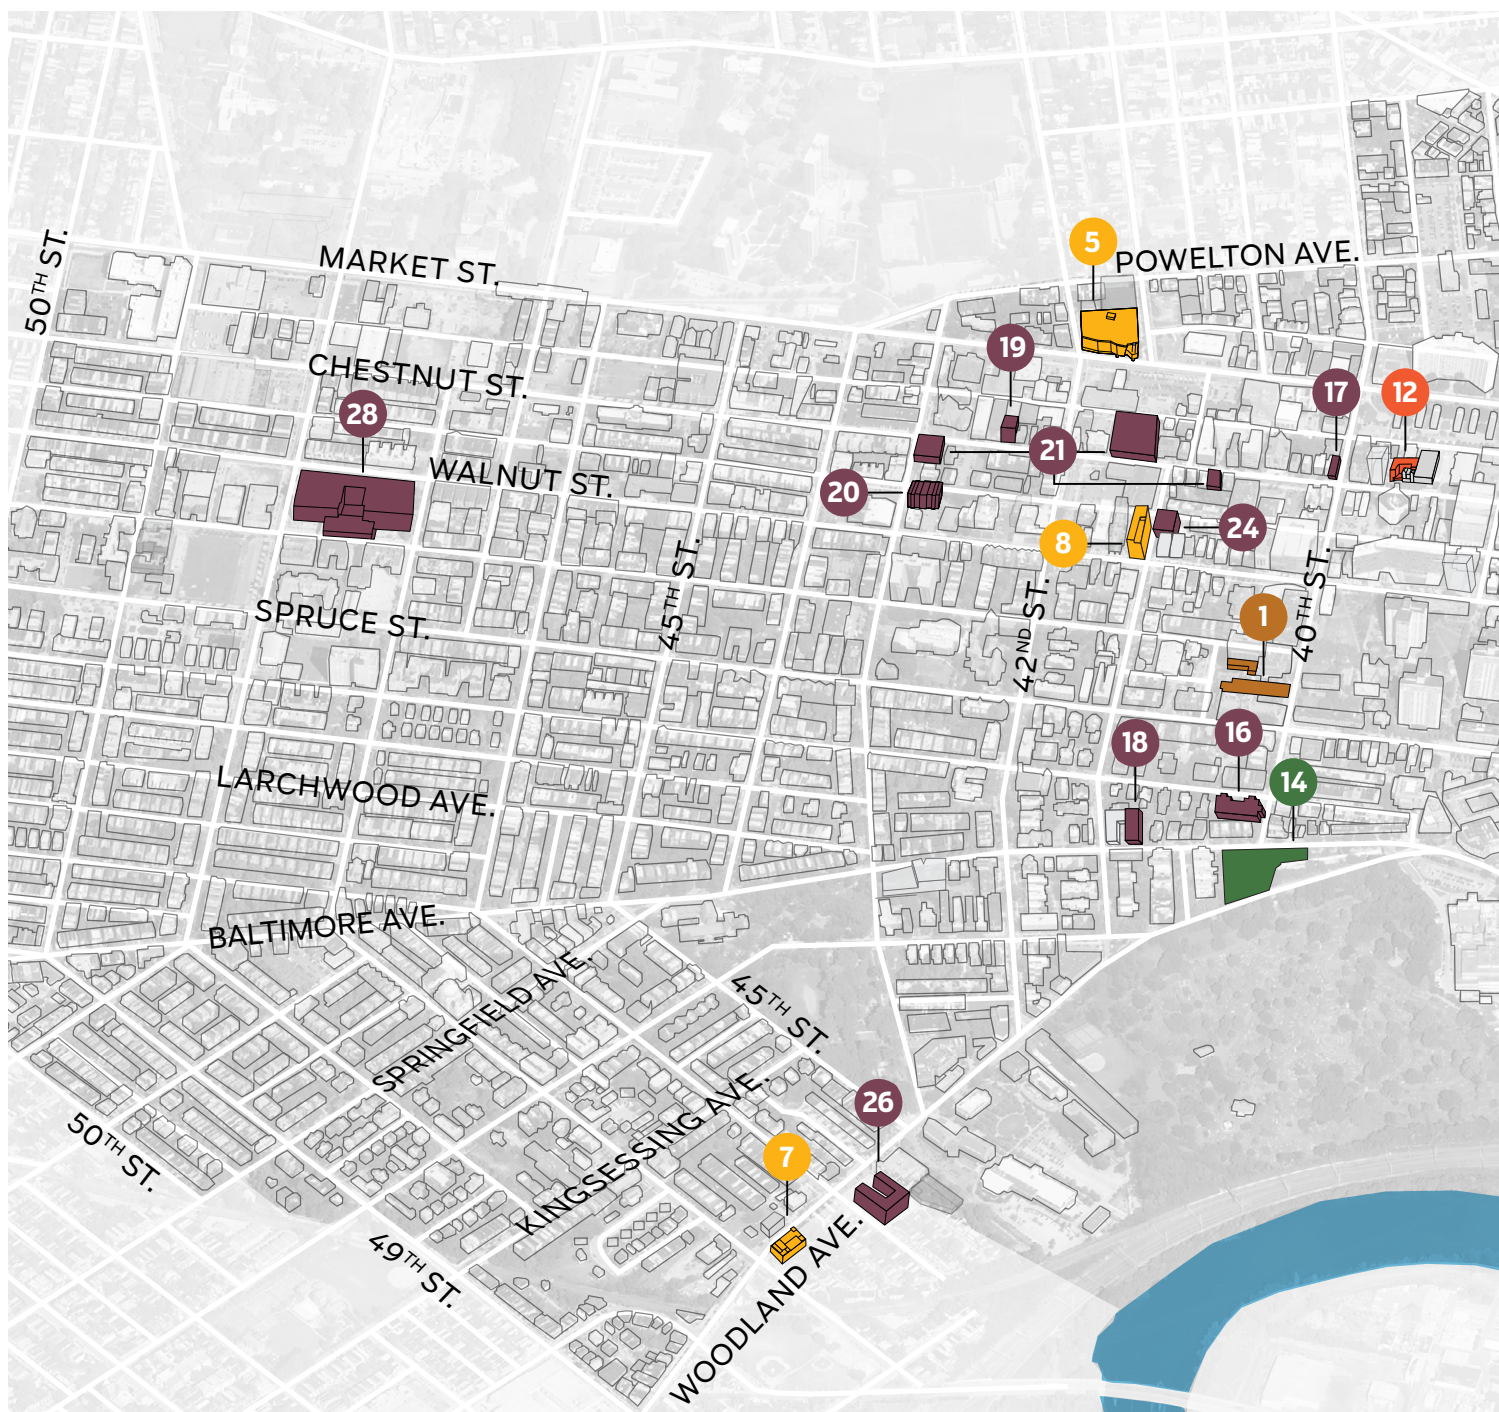 5
POWELTON AVE.
50TH ST.
MARKET ST.
19
CHESTNUT ST.
17
12
28
21
WALNUT ST.
20
24
8
45TH ST.
42ND ST.
40TH ST.
1
SPRUCE ST.
18
16
14
LARCHWOOD AVE.
BALTIMORE AVE.
SPRINGFIELD AVE.
45TH ST.
KINGSESSING AVE.
26
50TH ST.
7
49TH ST.
WOODLAND AVE.